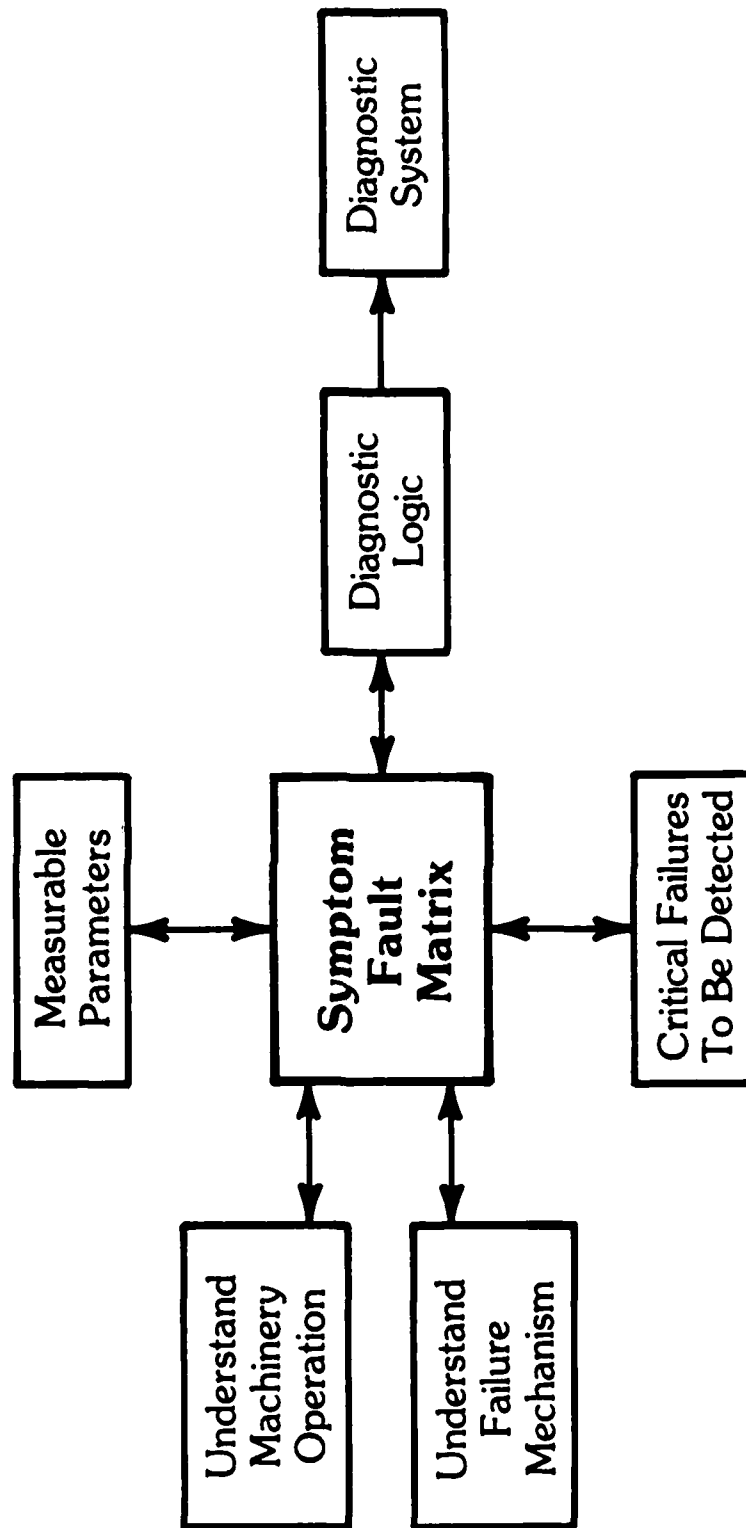 Understand
Machinery
Operation
Understand
Failure
Mechanism
Measurable
Parameters
Symptom
Fault
Matrix
Critical Failures
To Be Detected
Diagnostic
Logic
Diagnostic
System